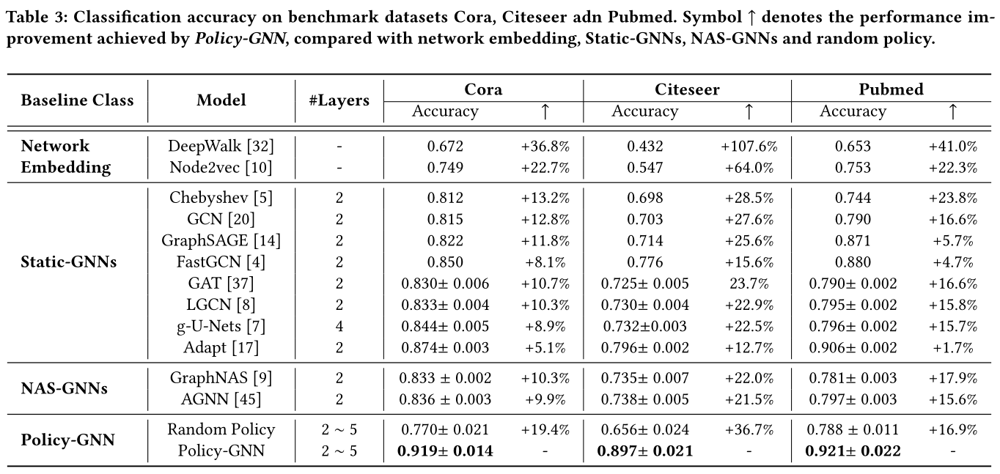 Table 3: Classification accuracy on benchmark datasets Cora, Citeseer adn Pubmed. Symbol ↑ denotes the performance im-
provement achieved by Policy-GNN, compared with network embedding, Static-GNNs, NAS-GNNs and random policy.
Baseline Class Model #Layers Cora Citeseer Pubmed
Accuracy ↑ Accuracy ↑ Accuracy ↑
Network DeepWalk [32] - 0.672 +36.8% 0.432 +107.6% 0.653 +41.0%
Embedding Node2vec [10] - 0.749 +22.7% 0.547 +64.0% 0.753 +22.3%
Chebyshev [5] 2 0.812 +13.2% 0.698 +28.5% 0.744 +23.8%
GCN [20] 2 0.815 +12.8% 0.703 +27.6% 0.790 +16.6%
GraphSAGE [14] 2 0.822 +11.8% 0.714 +25.6% 0.871 +5.7%
Static-GNNs FastGCN [4] 2 0.850 +8.1% 0.776 +15.6% 0.880 +4.7%
GAT [37] 2 0.830± 0.006 +10.7% 0.725± 0.005 23.7% 0.790± 0.002 +16.6%
LGCN [8] 2 0.833± 0.004 +10.3% 0.730± 0.004 +22.9% 0.795± 0.002 +15.8%
g-U-Nets [7] 4 0.844± 0.005 +8.9% 0.732±0.003 +22.5% 0.796± 0.002 +15.7%
Adapt [17] 2 0.874± 0.003 +5.1% 0.796± 0.002 +12.7% 0.906± 0.002 +1.7%
GraphNAS [9] 2 0.833 ± 0.002 +10.3% 0.735± 0.007 +22.0% 0.781± 0.003 +17.9%
NAS-GNNs AGNN [45] 2 0.836 ± 0.003 +9.9% 0.738± 0.005 +21.5% 0.797± 0.003 +15.6%
Random Policy 2 ~ 5 0.770± 0.021 +19.4% 0.656± 0.024 +36.7% 0.788 ± 0.011 +16.9%
Policy-GNN Policy-GNN 2 ~ 5 0.919± 0.014 - 0.897± 0.021 - 0.921± 0.022 -